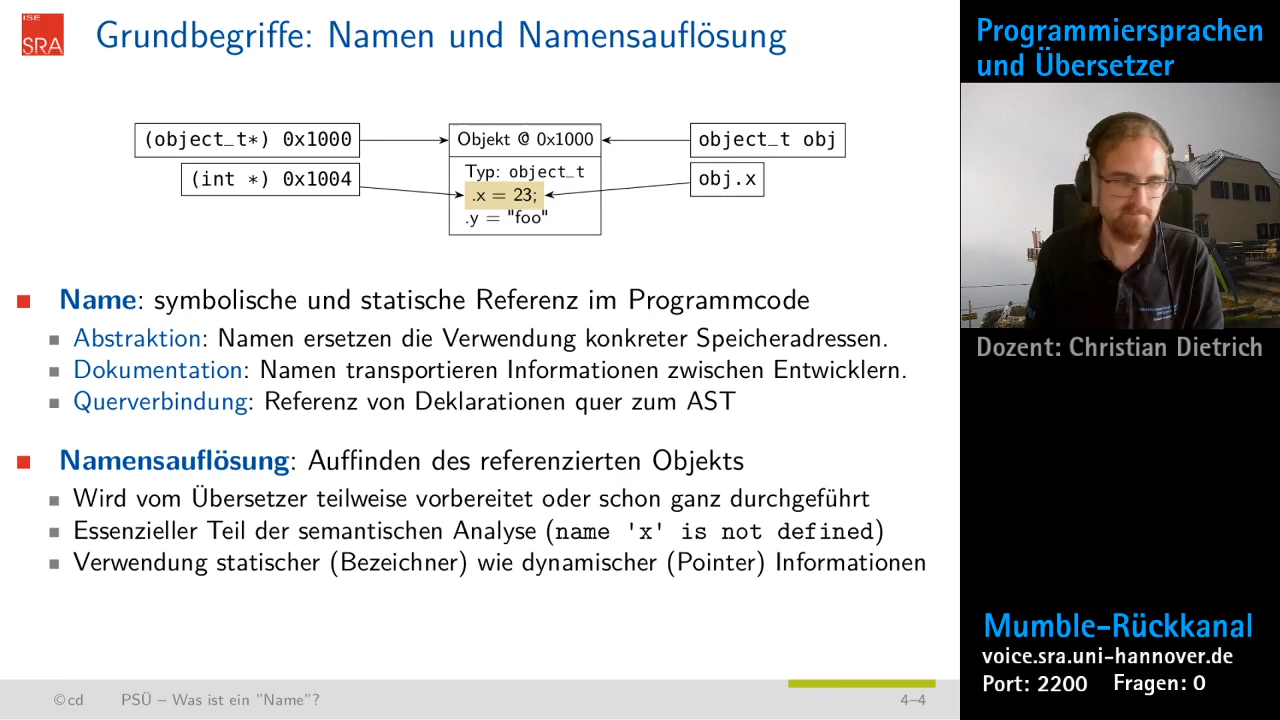 ISE
SRA
Grundbegriffe: Namen und Namensauflösung
(object_t*) 0x1000
(int *) 0x1004
Objekt @ 0x1000
Typ: object_t
.x = 23;
.y = "foo"
object_t obj
obj.x
Name: symbolische und statische Referenz im Programmcode
Abstraktion: Namen ersetzen die Verwendung konkreter Speicheradressen.
Dokumentation: Namen transportieren Informationen zwischen Entwicklern.
Querverbindung: Referenz von Deklarationen quer zum AST
Namensauflösung: Auffinden des referenzierten Objekts
Wird vom Übersetzer teilweise vorbereitet oder schon ganz durchgeführt
Essenzieller Teil der semantischen Analyse (name 'x' is not defined)
Verwendung statischer (Bezeichner) wie dynamischer (Pointer) Informationen
©cd PSÜ – Was ist ein "Name"? 4–4
Programmiersprachen
und Übersetzer
Dozent: Christian Dietrich
Mumble-Rückkanal
voice.sra.uni-hannover.de
Port: 2200 Fragen: 0